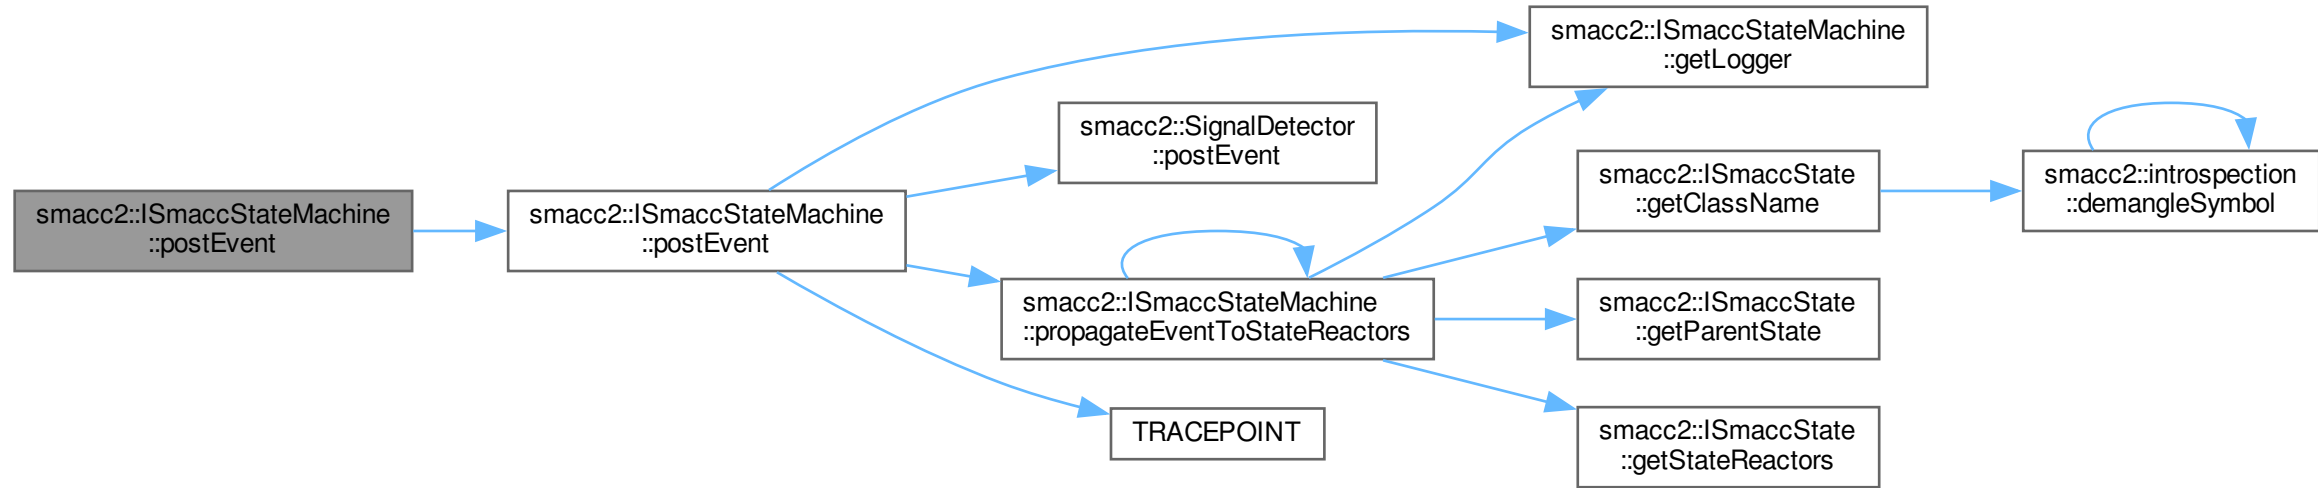 smacc2::ISmaccStateMachine
::postEvent
smacc2::ISmaccStateMachine
::postEvent
smacc2::ISmaccStateMachine
::getLogger
smacc2::SignalDetector
::postEvent
smacc2::ISmaccStateMachine
::propagateEventToStateReactors
TRACEPOINT
smacc2::ISmaccState
::getClassName
smacc2::ISmaccState
::getParentState
smacc2::ISmaccState
::getStateReactors
smacc2::introspection
::demangleSymbol